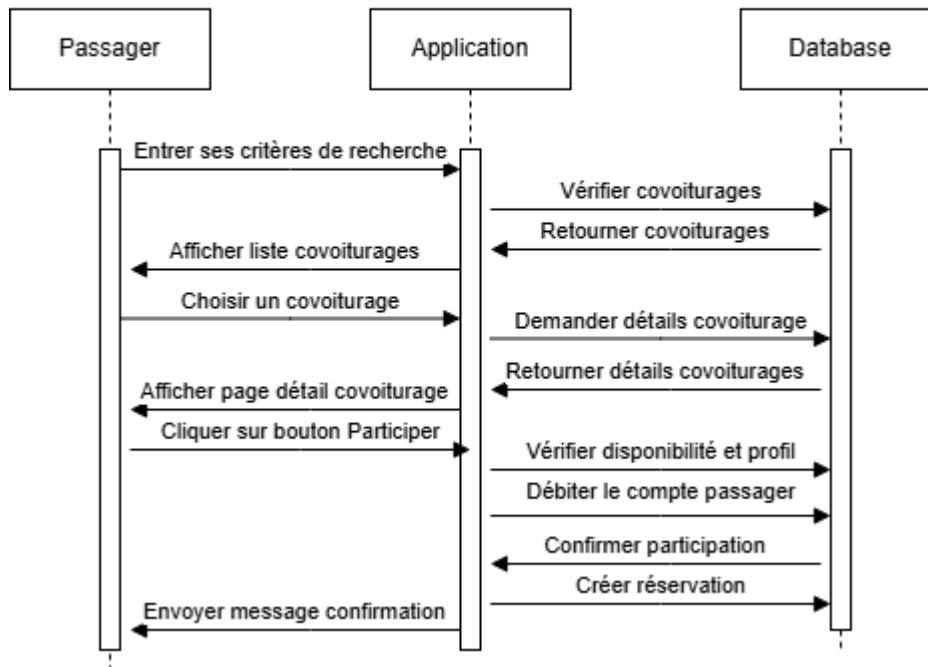 Passager
Application
Database
Entrer ses critères de recherche
Vérifier covoiturages
Retourner covoiturages
Afficher liste covoiturages
Choisir un covoiturage
Demander détails covoiturage
Retourner détails covoiturages
Afficher page détail covoiturage
Cliquer sur bouton Participer
Vérifier disponibilité et profil
Débiter le compte passager
Confirmer participation
Créer réservation
Envoyer message confirmation